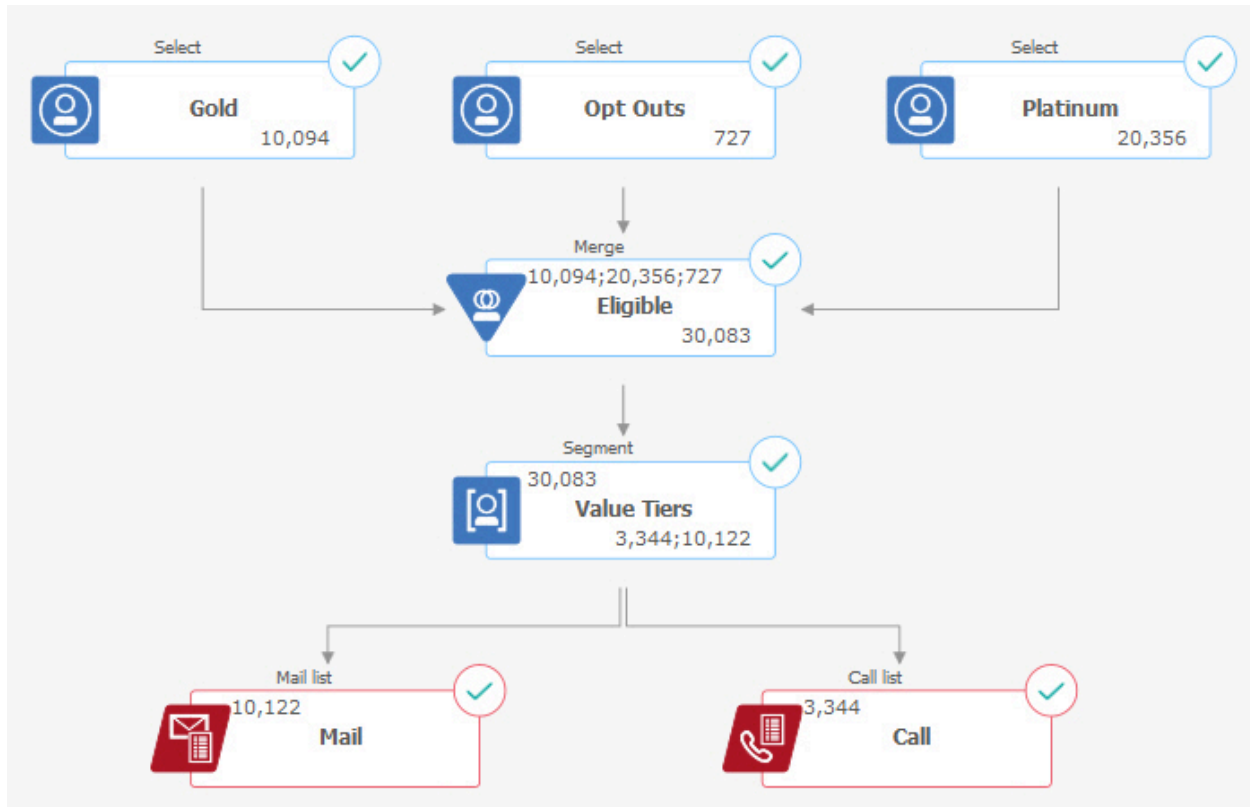 Select
Gold
10,094
Select
Opt Outs
727
Select
Platinum
20,356
Merge
10,094;20,356;727
Eligible
30,083
Segment
30,083
Value Tiers
3,344;10,122
Mail list
10,122
Mail
Call list
3,344
Call